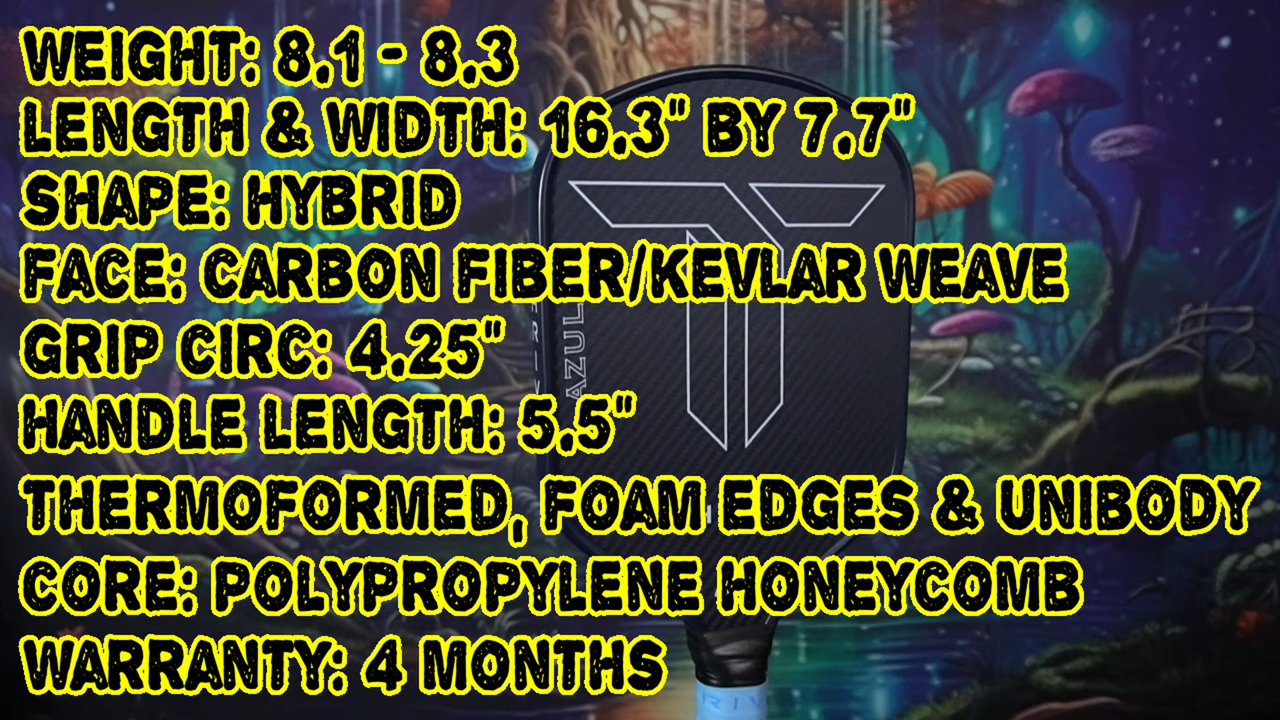 WEIGHT: 8.1 - 8.3
LENGTH & WIDTH: 16.3" BY 7.7"
SHAPE: HYBRID
FACE: CARBON FIBER/KEVLAR WEAVE
GRIP CIRC: 4.25"
HANDLE LENGTH: 5.5"
THERMOFORMED, FOAM EDGES & UNIBODY
CORE: POLYPROPYLENE HONEYCOMB
WARRANTY: 4 MONTHS
AZUL